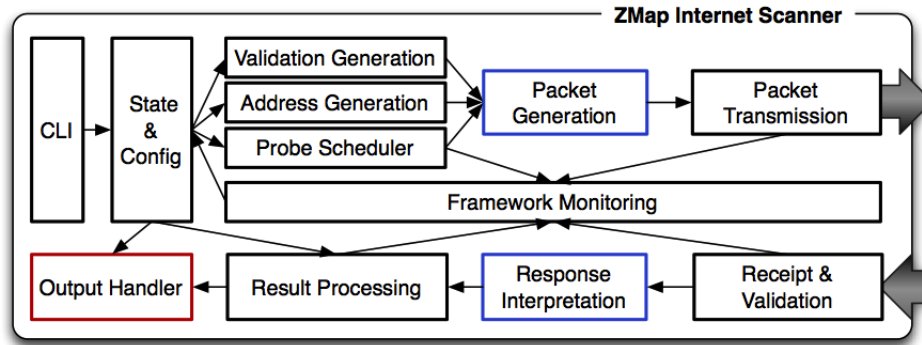 ZMap Internet Scanner
CLI
State
&
Config
Validation Generation
Address Generation
Probe Scheduler
Packet
Generation
Packet
Transmission
Framework Monitoring
Output Handler
Result Processing
Response
Interpretation
Receipt &
Validation